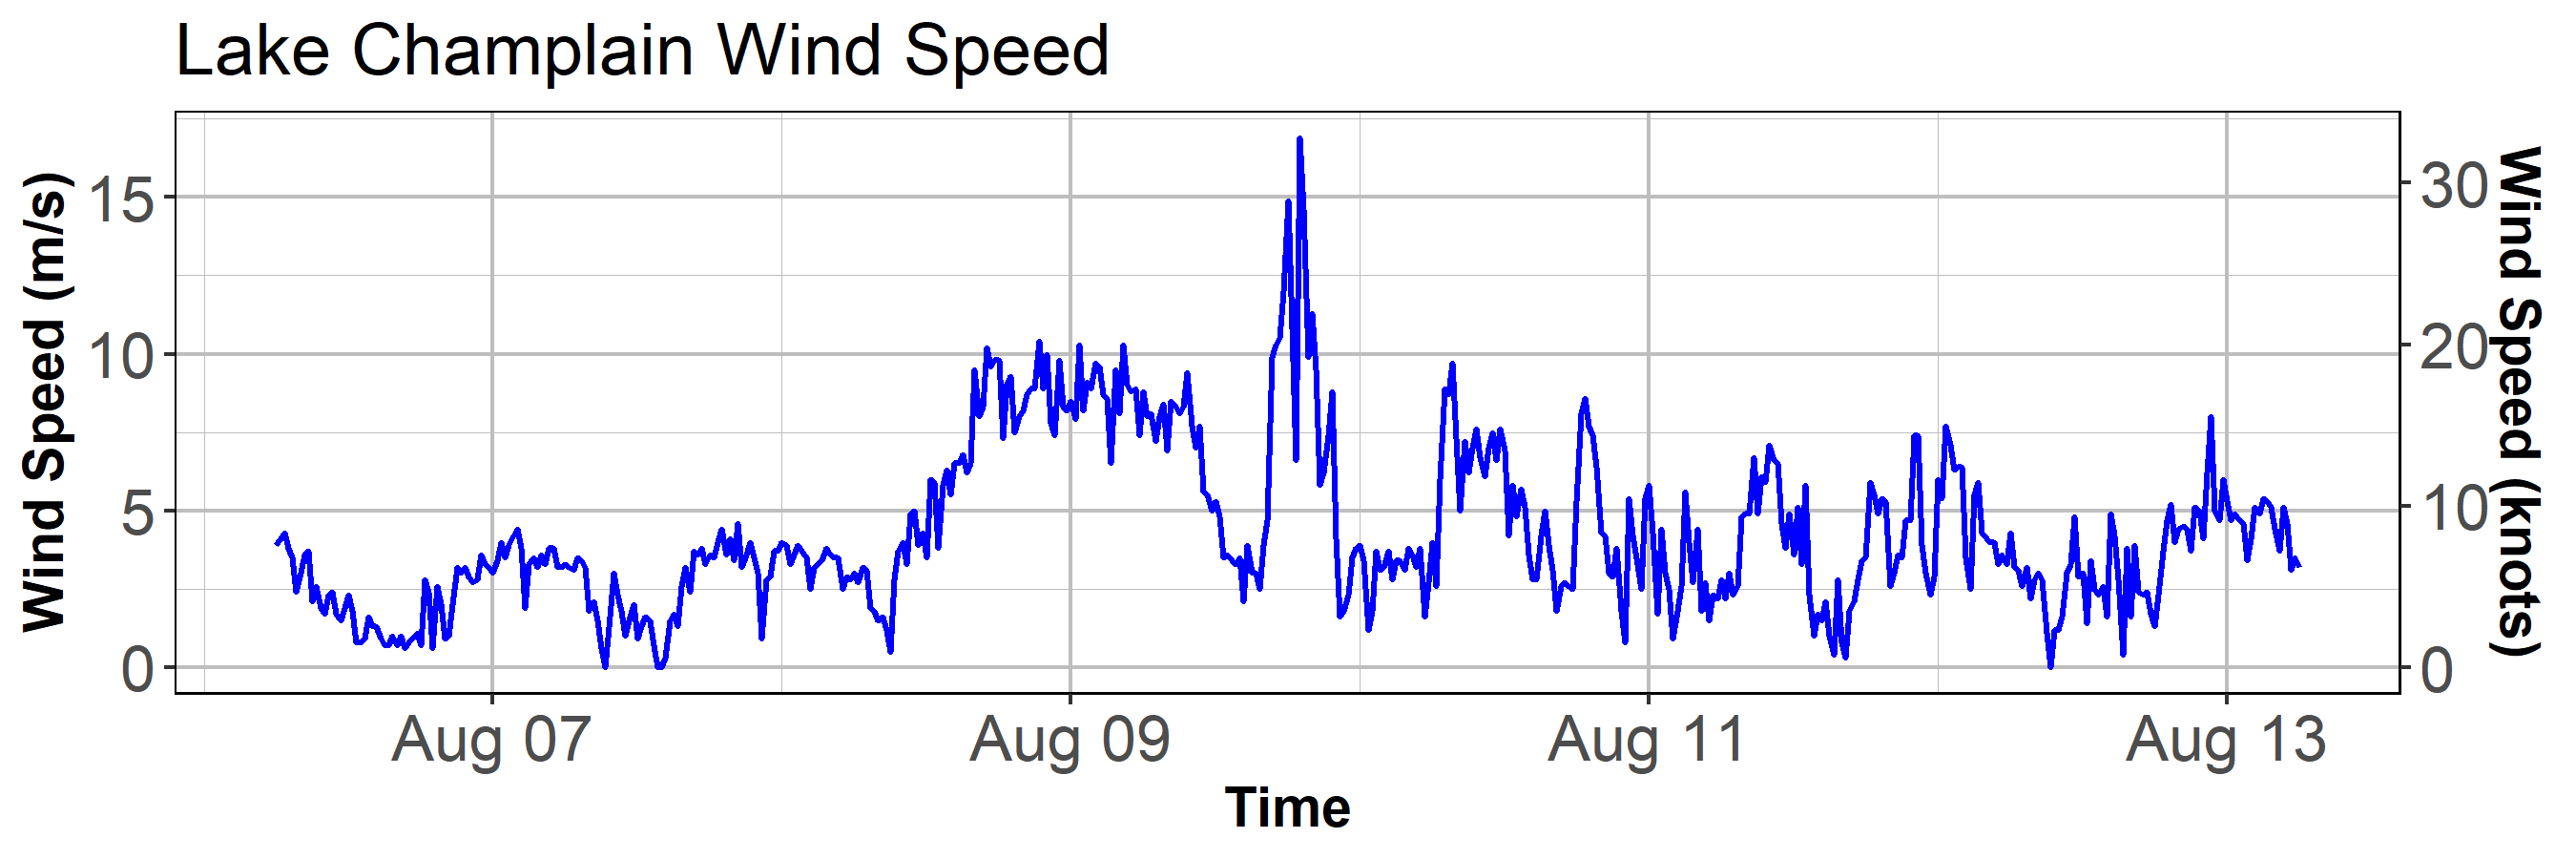 Lake Champlain Wind Speed
Wind Speed (m/s)
15
10
5
0
30
20
10
0
Wind Speed (knots)
Aug 07
Aug 09
Aug 11
Aug 13
Time